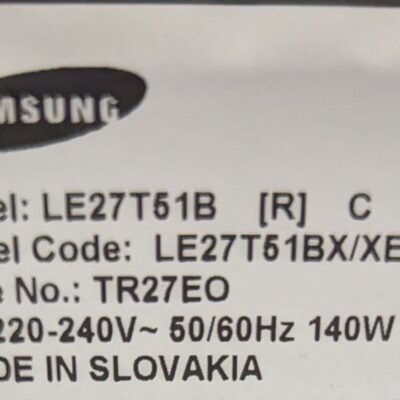 MSUNG
el: LE27T51B [R] C
el Code: LE27T51BX/XE
e No.: TR27EO
220-240V~ 50/60Hz 140W
DE IN SLOVAKIA